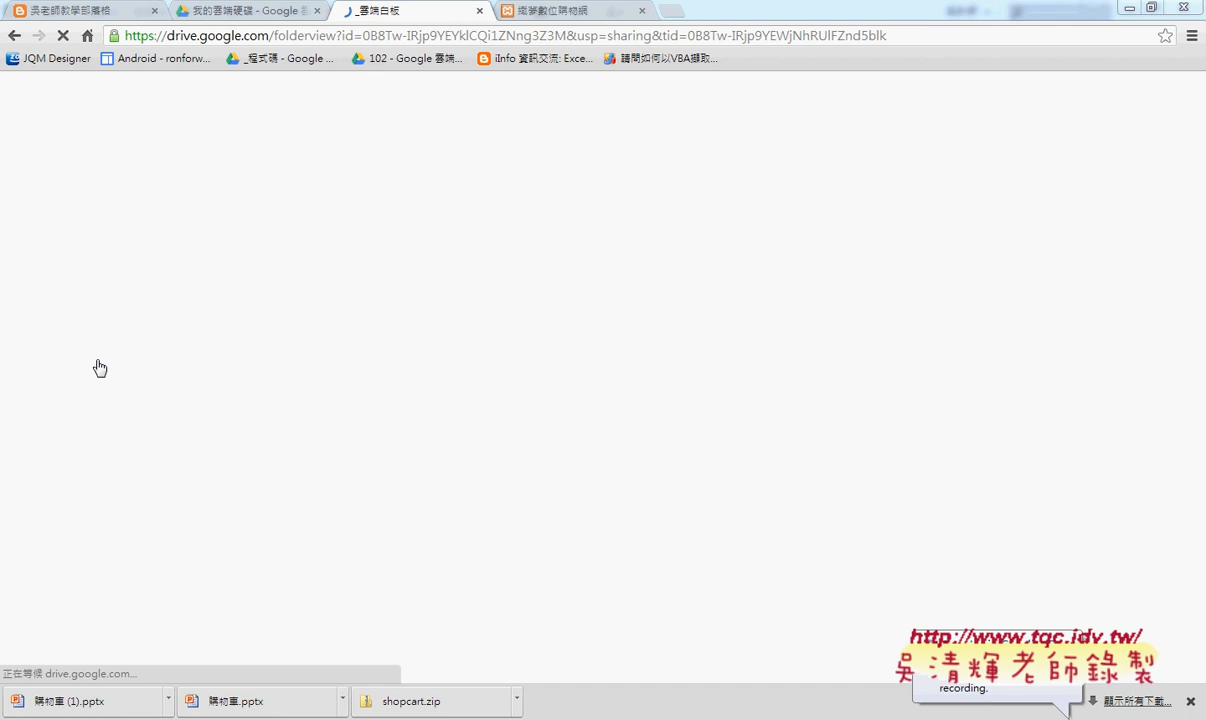 吳老師教學部落格
我的雲端硬碟 - Google 雲
_雲端白板
織夢數位購物網
https://drive.google.com/folderview?id=0B8Tw-IRjp9YEYklCQi1ZNng3Z3M&usp=sharing&tid=0B8Tw-IRjp9YEWjNhRUlFZnd5blk
JQM Designer
Android - ronforw...
_程式碼 - Google ...
102 - Google 雲端...
iInfo 資訊交流: Exce...
請問如何以VBA擷取...
http://www.tqc.idv.tw/
吳清輝老師錄製
recording.
正在等候 drive.google.com...
購物車 (1).pptx
購物車.pptx
shopcart.zip
顯示所有下載...